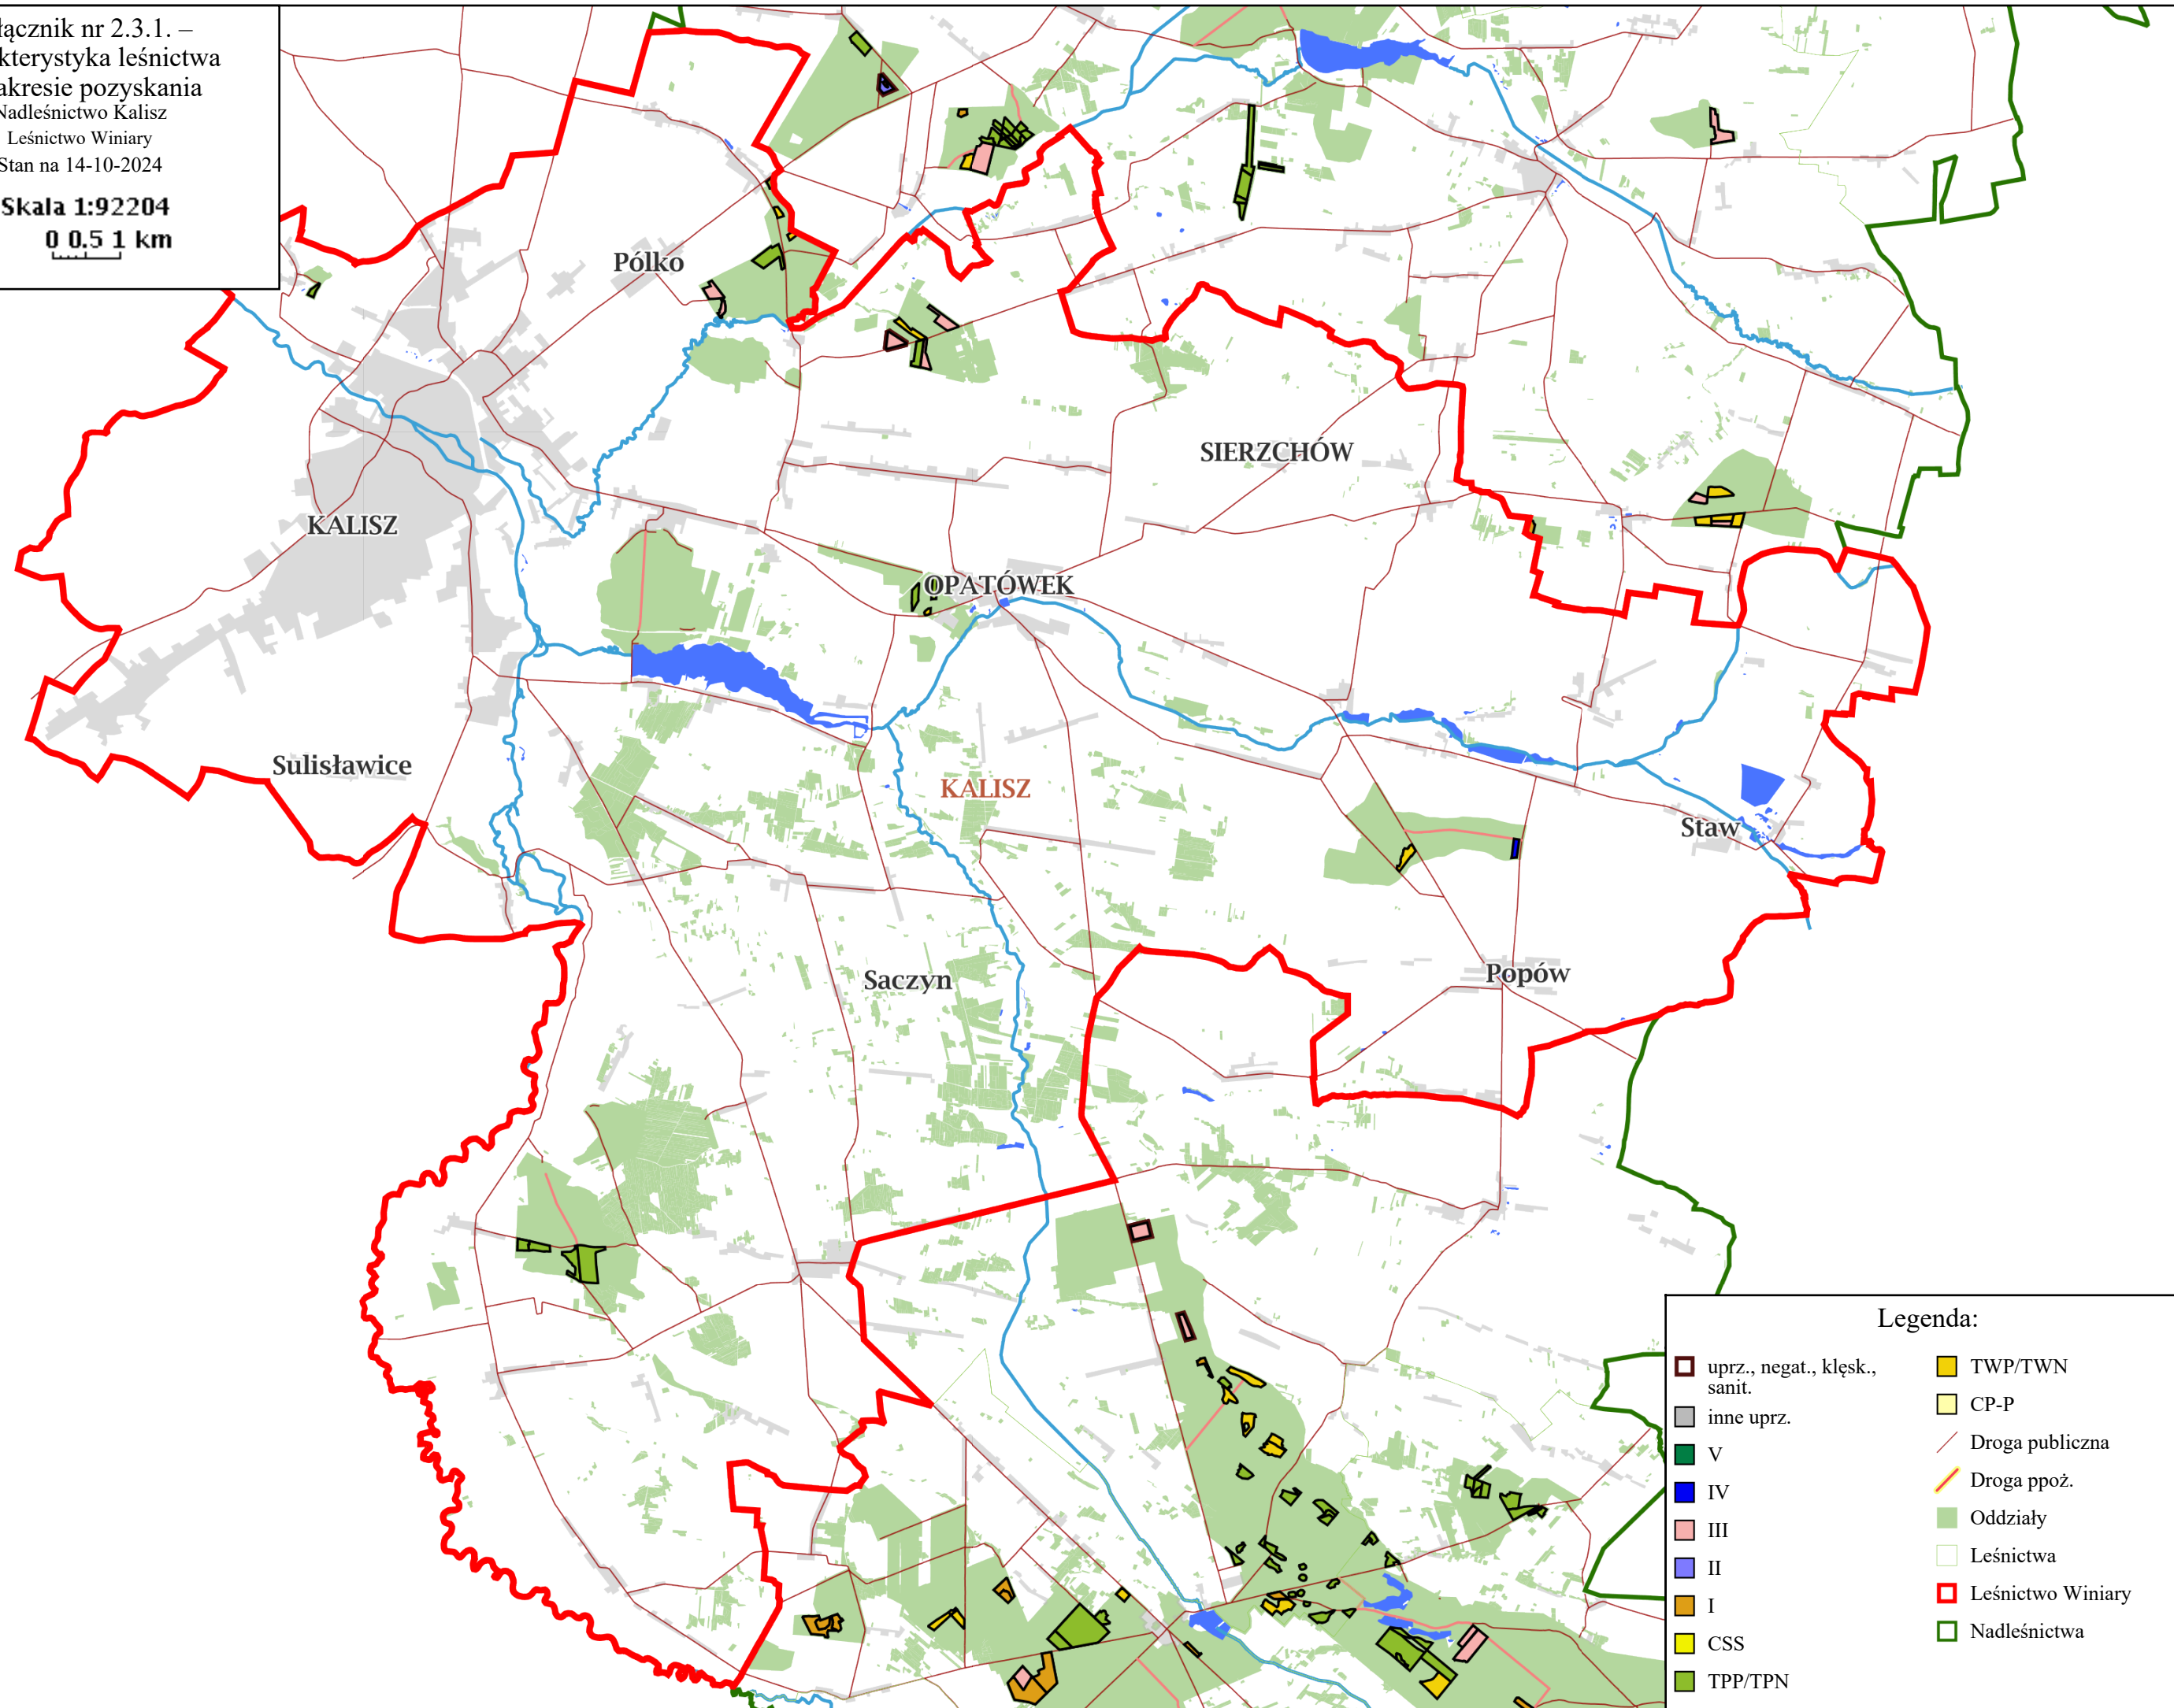 łącznik nr 2.3.1. –
kterystyka leśnictwa
akresie pozyskania
Nadleśnictwo Kalisz
Leśnictwo Winiary
Stan na 14-10-2024
Skala 1:92204
0 0.5 1 km
Pólko
SIERZCHÓW
KALISZ
OPATÓWEK
Sulisławice
KALISZ
Staw
Saczyn
Popów
Legenda:
uprz., negat., klęsk.,
sanit.
inne uprz.
V
IV
III
II
I
CSS
TPP/TPN
TWP/TWN
CP-P
Droga publiczna
Droga ppoż.
Oddziały
Leśnictwa
Leśnictwo Winiary
Nadleśnictwa